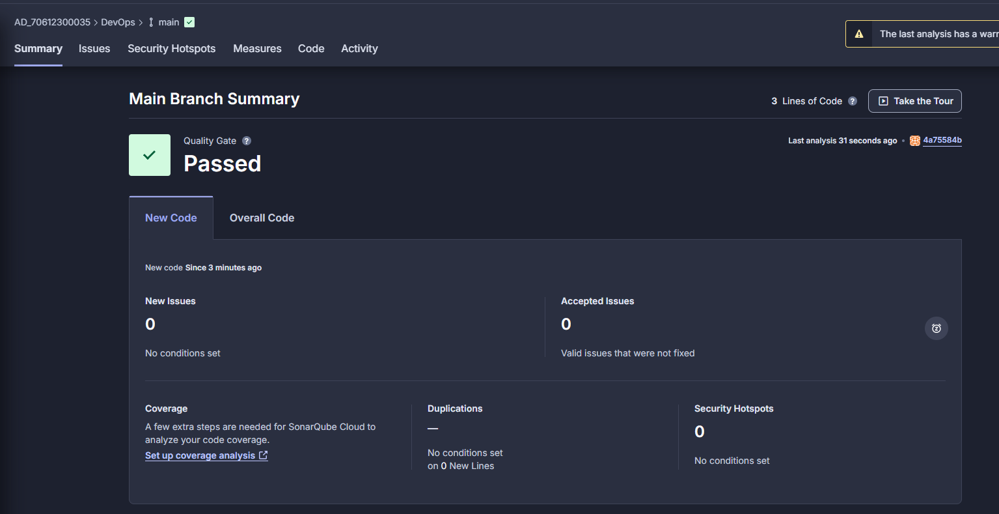 AD_70612300035 > DevOps > main
The last analysis has a warr
Summary Issues Security Hotspots Measures Code Activity
Main Branch Summary
3 Lines of Code ?
Take the Tour
Quality Gate ?
Passed
Last analysis 31 seconds ago • 4a75584b
New Code
Overall Code
New code Since 3 minutes ago
New Issues
0
No conditions set
Accepted Issues
0
Valid issues that were not fixed
Coverage
A few extra steps are needed for SonarQube Cloud to
analyze your code coverage.
Set up coverage analysis
Duplications
—
No conditions set
on 0 New Lines
Security Hotspots
0
No conditions set